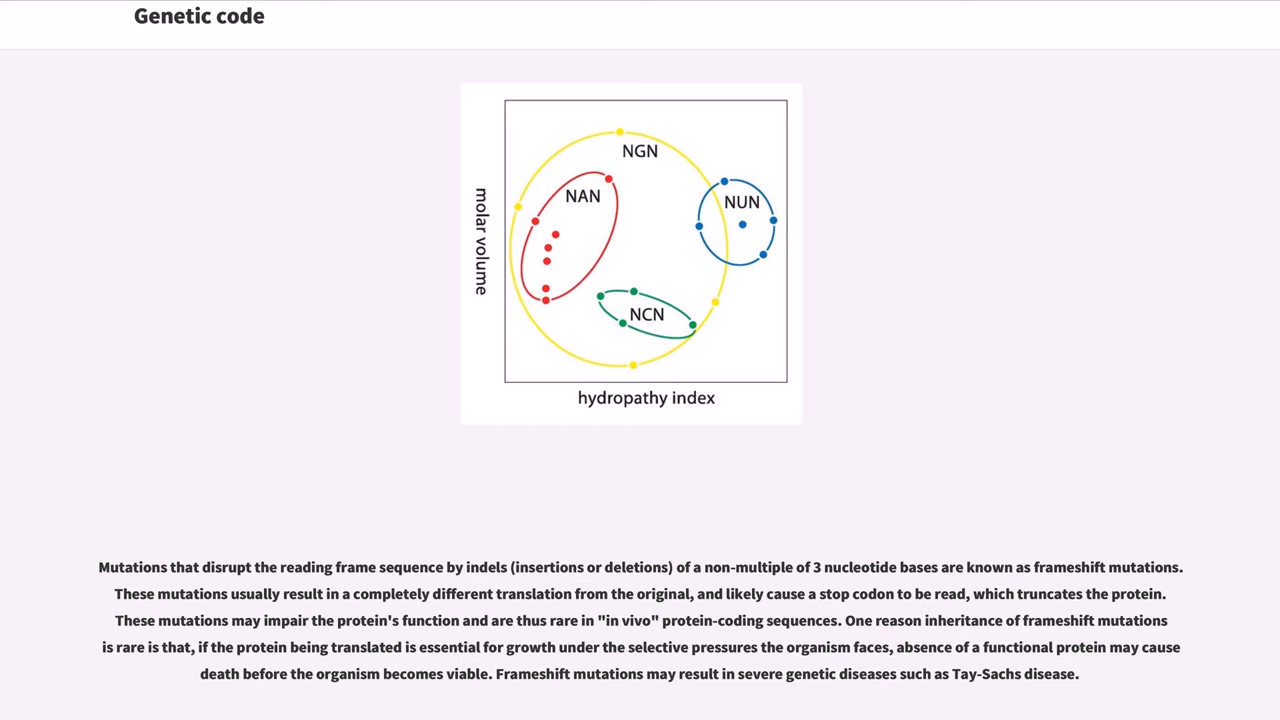 Genetic code
NGN
NAN
NUN
NCN
molar volume
hydropathy index
Mutations that disrupt the reading frame sequence by indels (insertions or deletions) of a non-multiple of 3 nucleotide bases are known as frameshift mutations.
These mutations usually result in a completely different translation from the original, and likely cause a stop codon to be read, which truncates the protein.
These mutations may impair the protein's function and are thus rare in "in vivo" protein-coding sequences. One reason inheritance of frameshift mutations
is rare is that, if the protein being translated is essential for growth under the selective pressures the organism faces, absence of a functional protein may cause
death before the organism becomes viable. Frameshift mutations may result in severe genetic diseases such as Tay-Sachs disease.